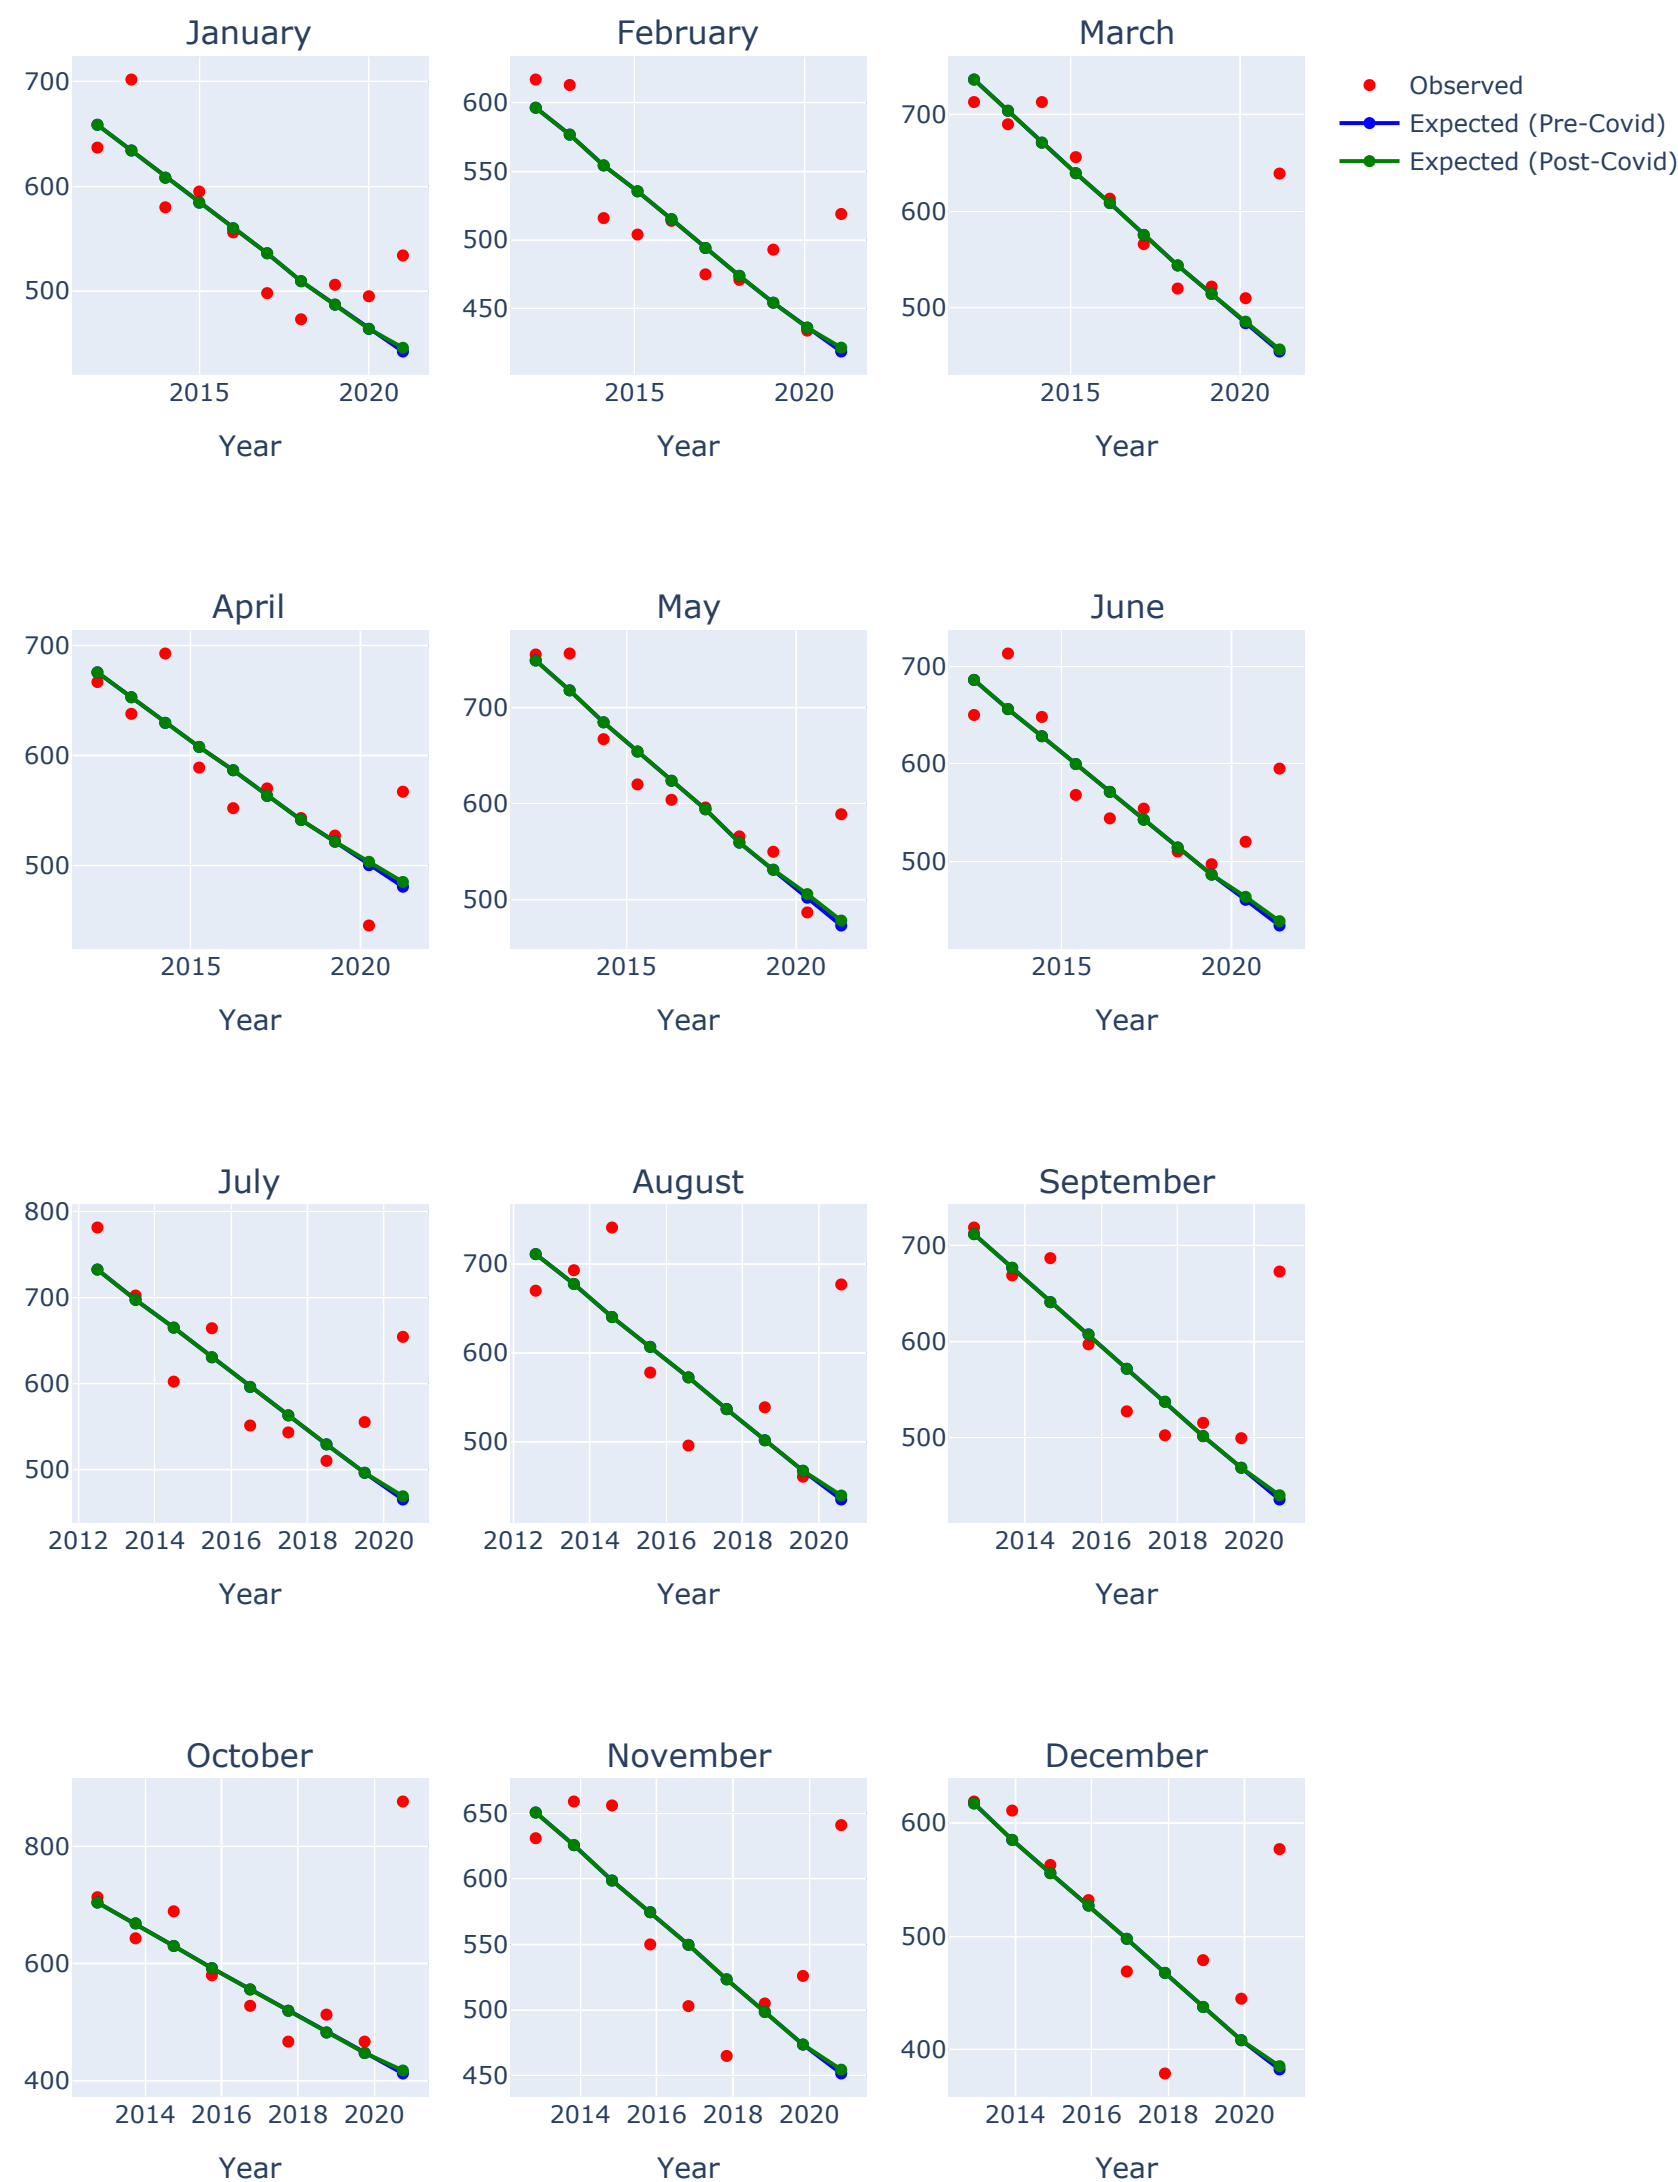 January
February
March
700
600
500
2015
2020
Year
600
550
500
450
2015
2020
Year
700
600
500
2015
2020
Year
Observed
Expected (Pre-Covid)
Expected (Post-Covid)
April
May
June
700
600
500
2015
2020
Year
700
600
500
2015
2020
Year
700
600
500
2015
2020
Year
July
August
September
800
700
600
500
2012 2014 2016 2018 2020
Year
700
600
500
2012 2014 2016 2018 2020
Year
700
600
500
2014 2016 2018 2020
Year
October
November
December
800
600
400
2014 2016 2018 2020
Year
650
600
550
500
450
2014 2016 2018 2020
Year
600
500
400
2014 2016 2018 2020
Year